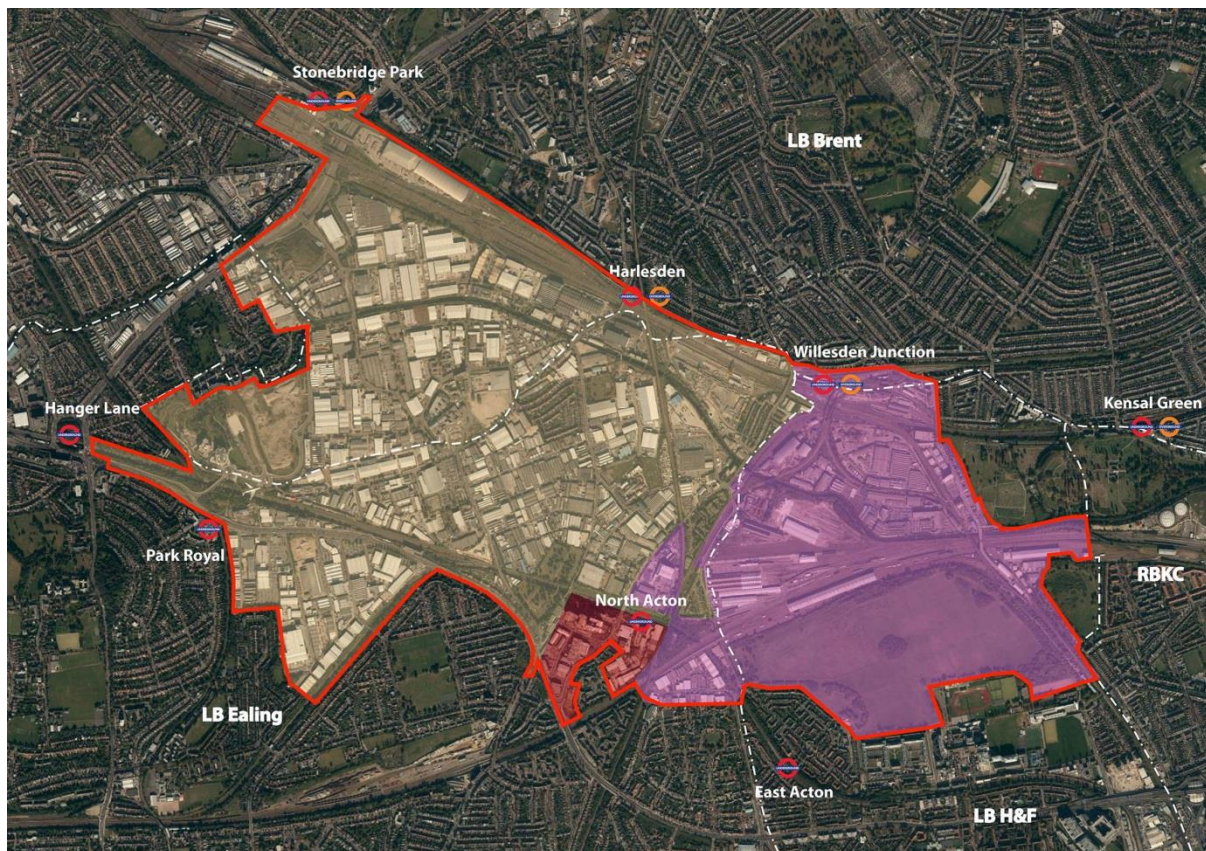 Stonebridge Park
LB Brent
Harlesden
Willesden Junction
Hanger Lane
Kensal Green
Park Royal
RBKC
North Acton
LB Ealing
East Acton
LB H&F